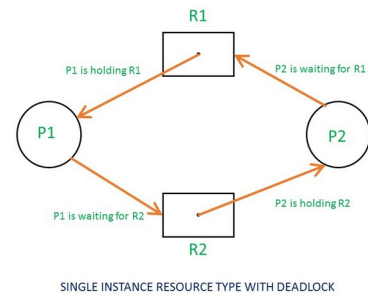 R1
P1 is holding R1
P2 is waiting for R1
P1
P2
P1 is waiting for R2
P2 is holding R2
R2
SINGLE INSTANCE RESOURCE TYPE WITH DEADLOCK